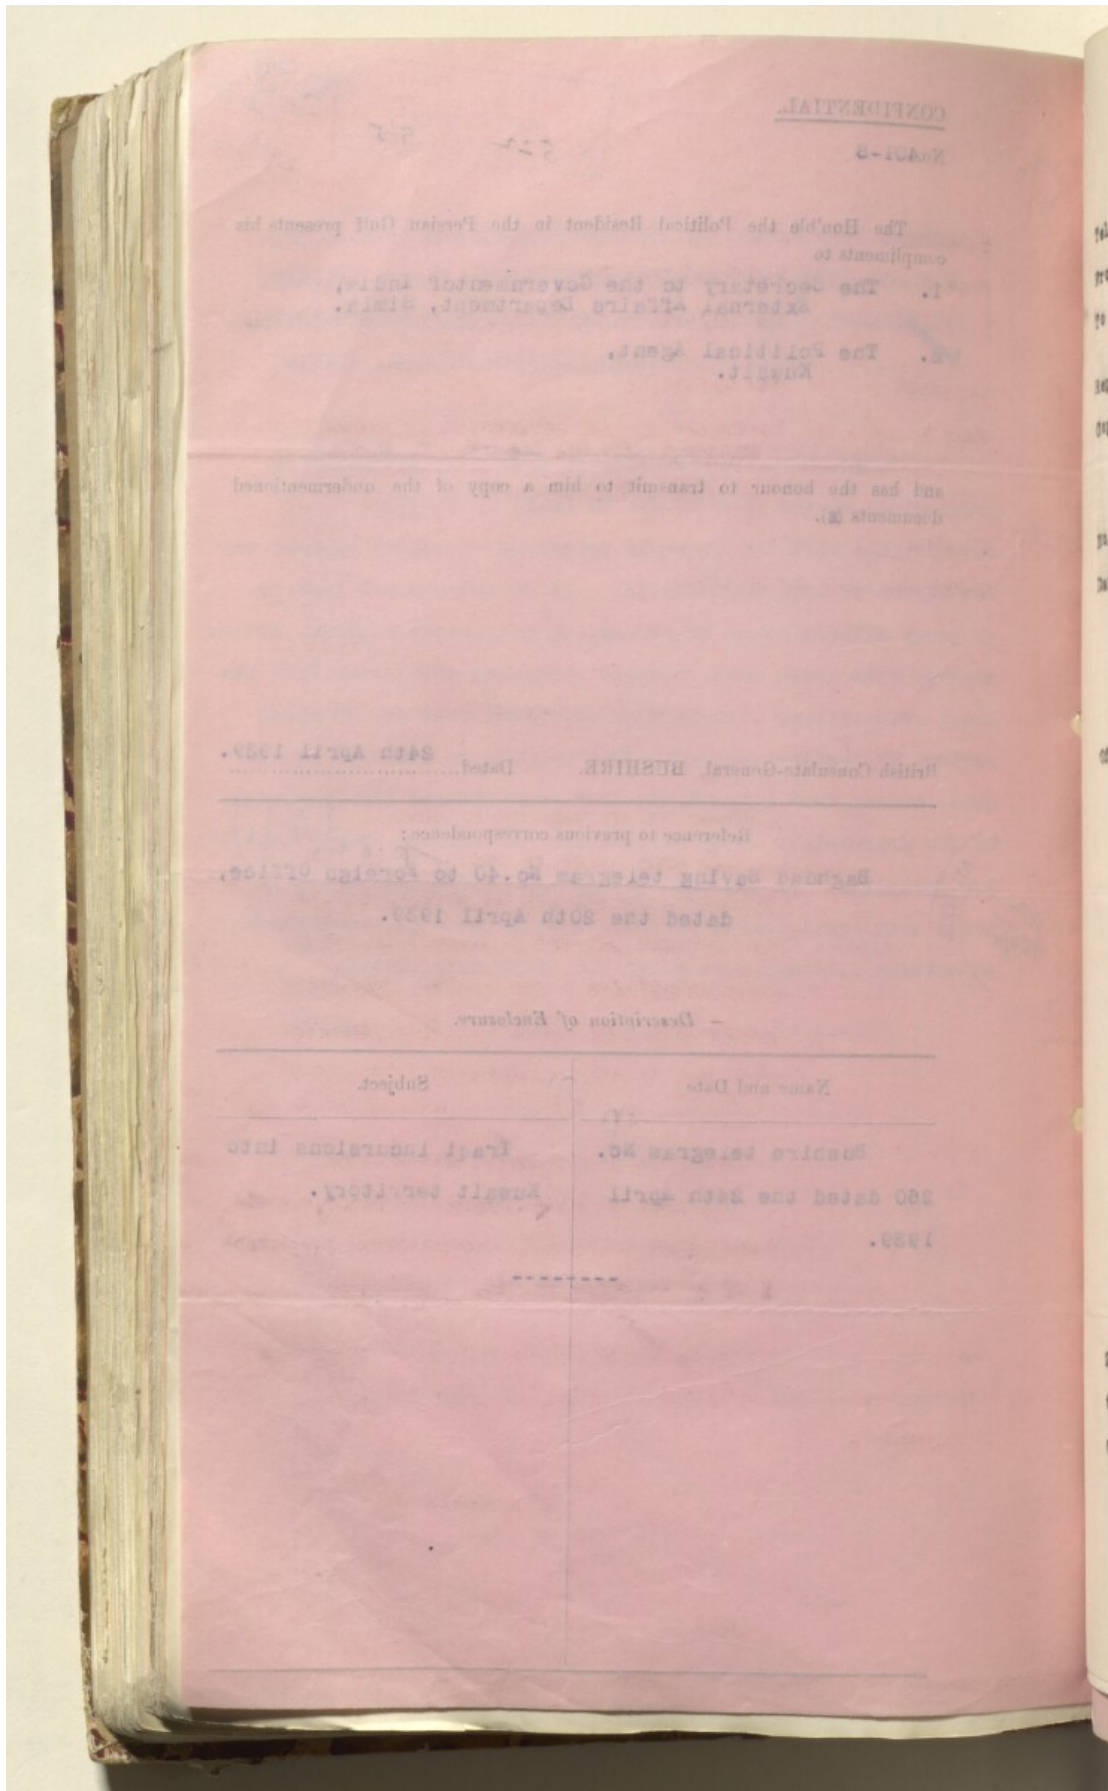 CONFIDENTIAL.
No. 401-S
The Hon'ble the Political Resident in the Persian Gulf presents his
compliments to
1. The Secretary to the Government of India,
External Affairs Department, Simla.
2. The Political Agent,
Kuwait.
and has the honour to transmit to him a copy of the undermentioned
documents (s).
British Consulate-General, BUSHIRE.
Dated 24th April 1939.
Reference to previous correspondence:
Baghdad Saving telegram No.40 to Foreign Office,
dated the 20th April 1939.
Description of Enclosure.
Name and Date
Subject.
Bushire telegram No. Iraqi incursions into
260 dated the 24th April Kuwait territory.
1939.